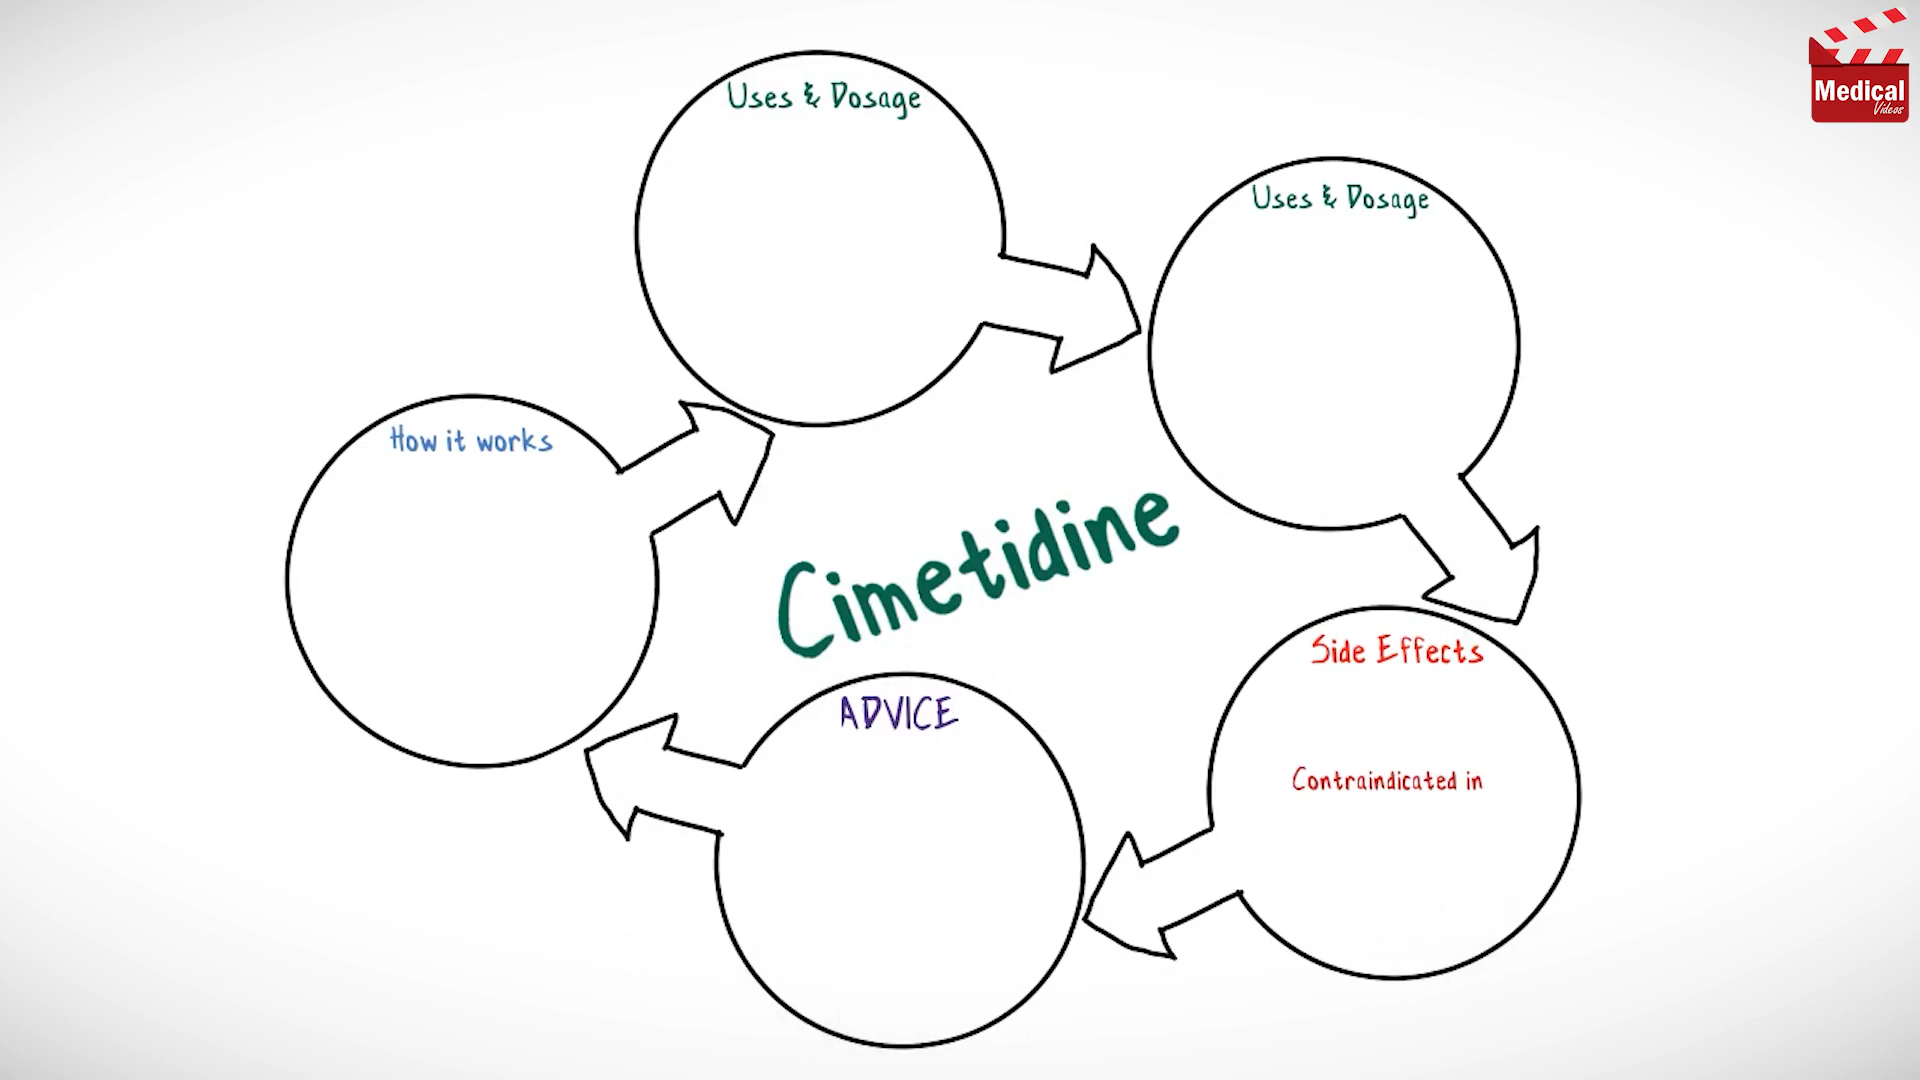 Medical
Videos
Uses & Dosage
Uses & Dosage
How it works
Cimetidine
Side Effects
Contraindicated in
ADVICE